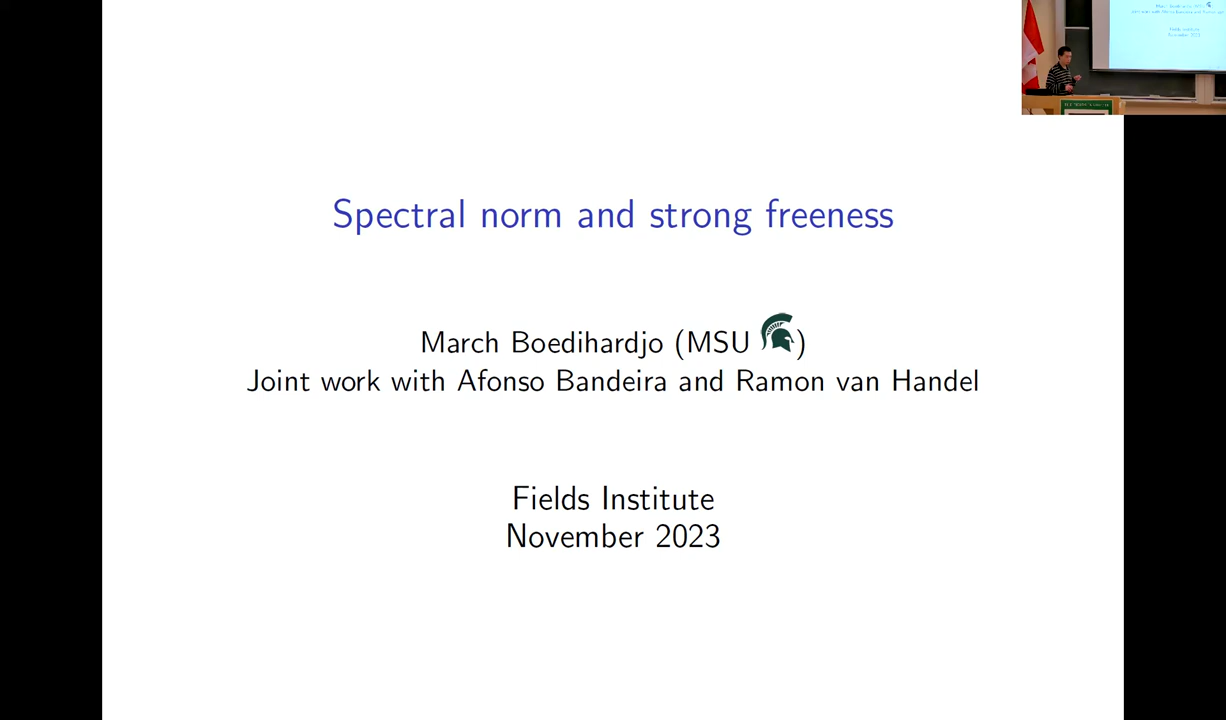 Spectral norm and strong freeness
March Boedihardjo (MSU )
Joint work with Afonso Bandeira and Ramon van Handel
Fields Institute
November 2023